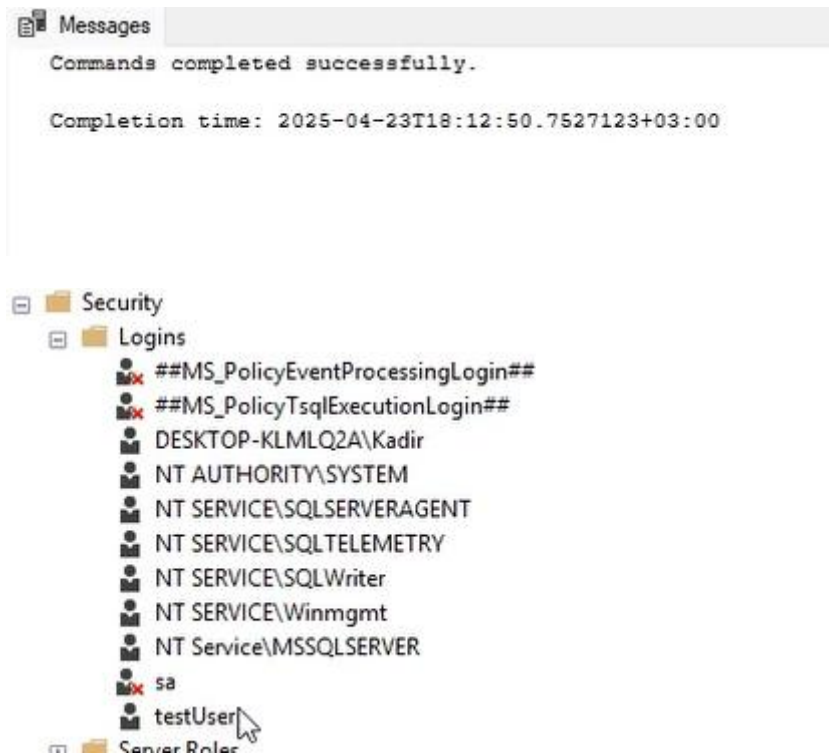 Messages
Commands completed successfully.
Completion time: 2025-04-23T18:12:50.7527123+03:00
Security
Logins
##MS_PolicyEventProcessingLogin##
##MS_PolicyTsqlExecutionLogin##
DESKTOP-KLMLQ2A\Kadir
NT AUTHORITY\SYSTEM
NT SERVICE\SQLSERVERAGENT
NT SERVICE\SQLTELEMETRY
NT SERVICE\SQLWriter
NT SERVICE\Winmgmt
NT Service\MSSQLSERVER
sa
testUser
Server Roles